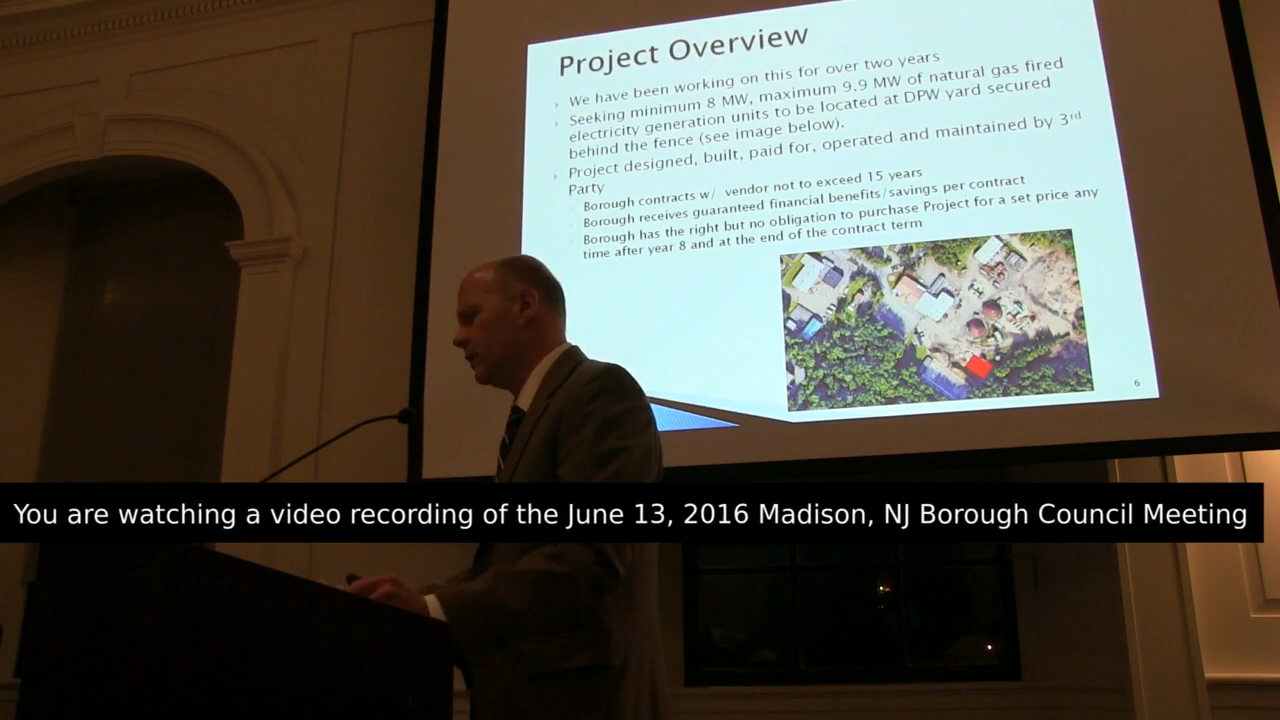 Project Overview
We have been working on this for over two years
Seeking minimum 8 MW, maximum 9.9 MW of natural gas fired
electricity generation units to be located at DPW yard secured
behind the fence (see image below).
Project designed, built, paid for, operated and maintained by 3rd
Party
Borough contracts w/ vendor not to exceed 15 years
Borough receives guaranteed financial benefits/savings per contract
Borough has the right but no obligation to purchase Project for a set price any
time after year 8 and at the end of the contract term
6
You are watching a video recording of the June 13, 2016 Madison, NJ Borough Council Meeting